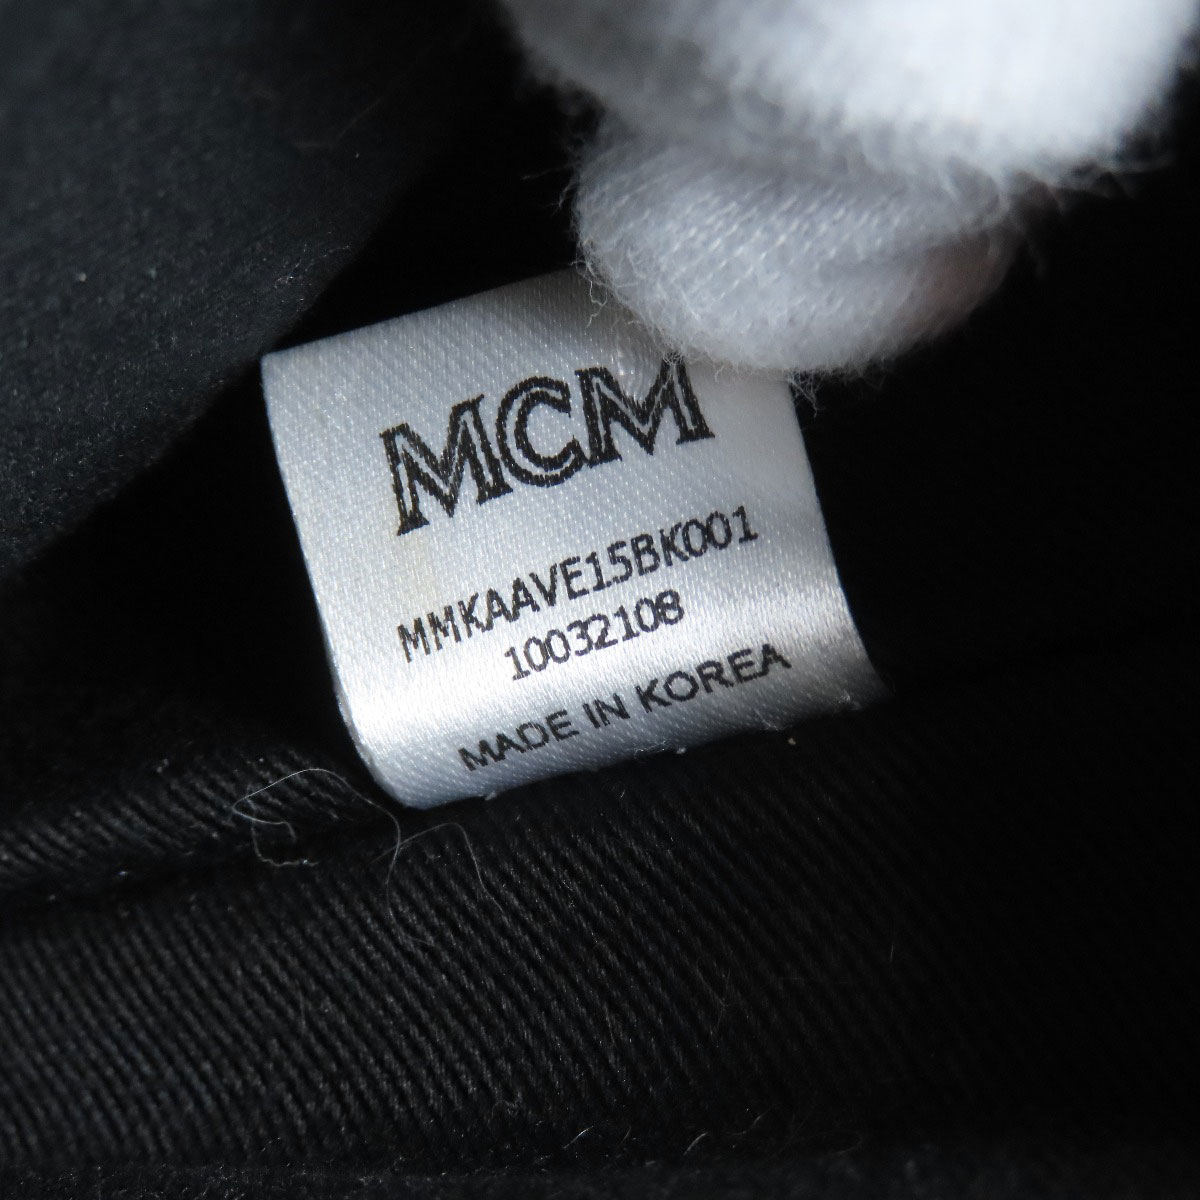 MCM
MMKAAVE15BK001
10032108
MADE IN KOREA